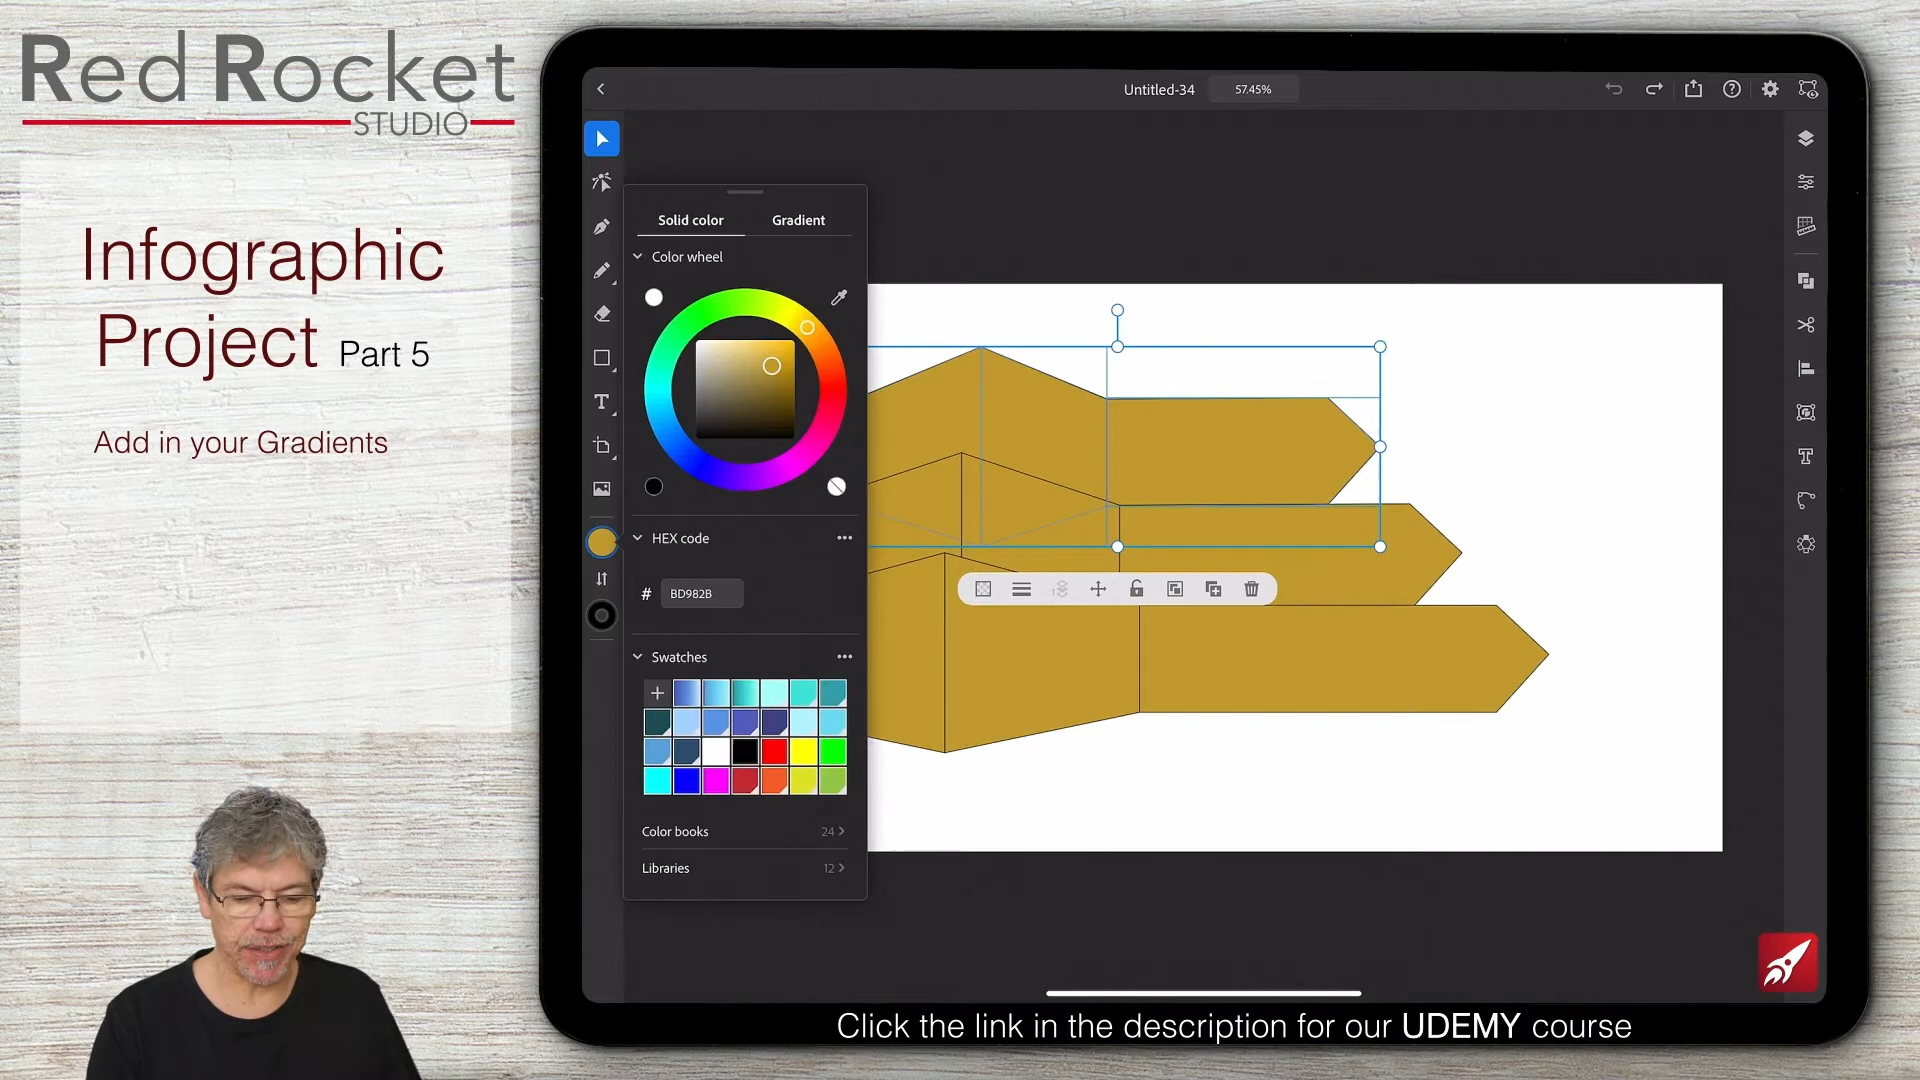 Red Rocket
STUDIO
Infographic
Project Part 5
Add in your Gradients
Untitled-34
57.45%
Solid color
Gradient
Color wheel
HEX code
# BD982B
Swatches
Color books
24
Libraries
12
Click the link in the description for our UDEMY course